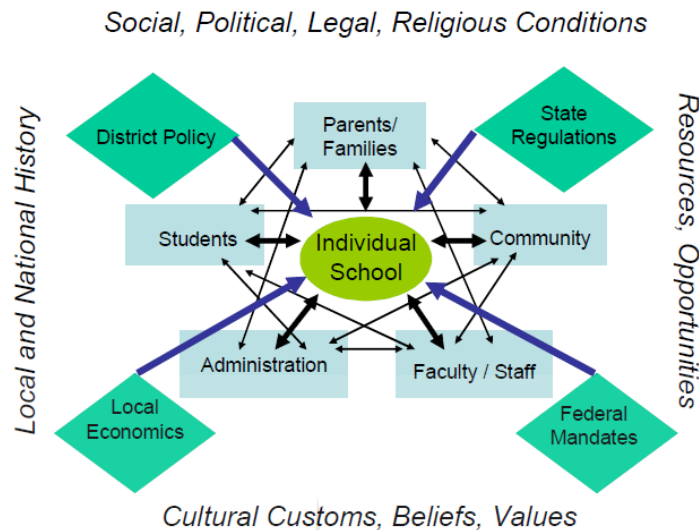 Social, Political, Legal, Religious Conditions
Local and National History
District Policy
Parents/
Families
State
Regulations
Resources, Opportunities
Students
Individual
School
Community
Administration
Faculty / Staff
Local
Economics
Federal
Mandates
Cultural Customs, Beliefs, Values